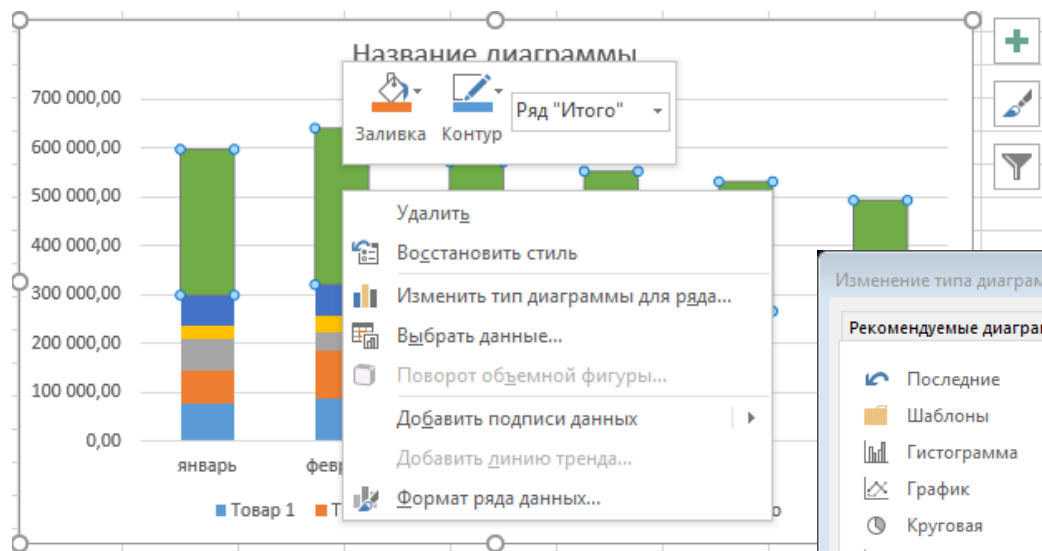 Название диаграммы
Заливка
Контур
Ряд "Итого"
700 000,00
600 000,00
500 000,00
400 000,00
300 000,00
200 000,00
100 000,00
0,00
январь
Товар 1
Удалить
Восстановить стиль
Изменить тип диаграммы для ряда...
Выбрать данные...
Поворот объемной фигуры...
Добавить подписи данных
Добавить линию тренда...
Формат ряда данных...
Изменение типа
Последние
Шаблоны
Гистограмма
График
Круговая